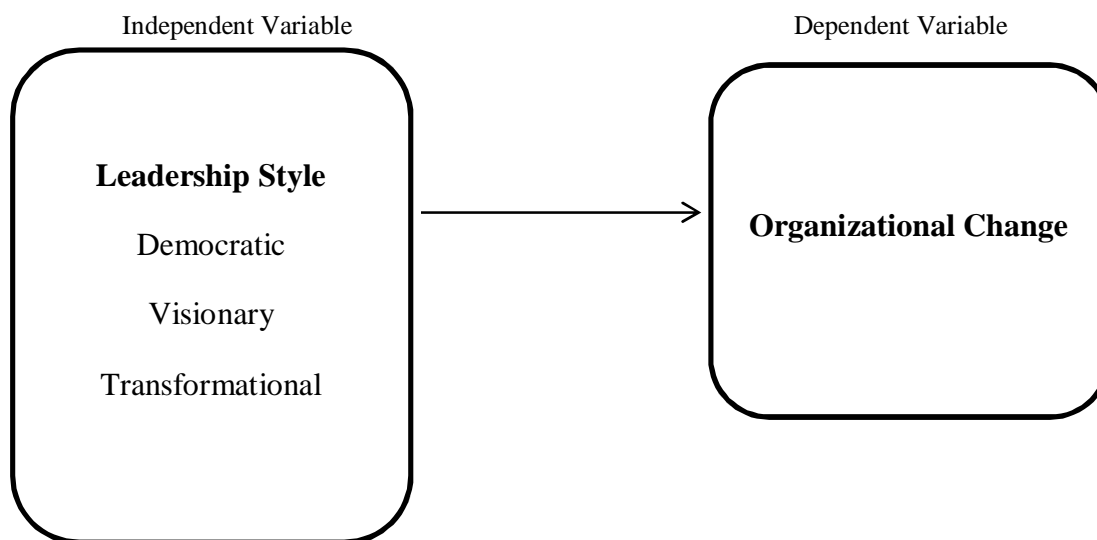 Independent Variable
Dependent Variable
Leadership Style
Democratic
Visionary
Transformational
Organizational Change